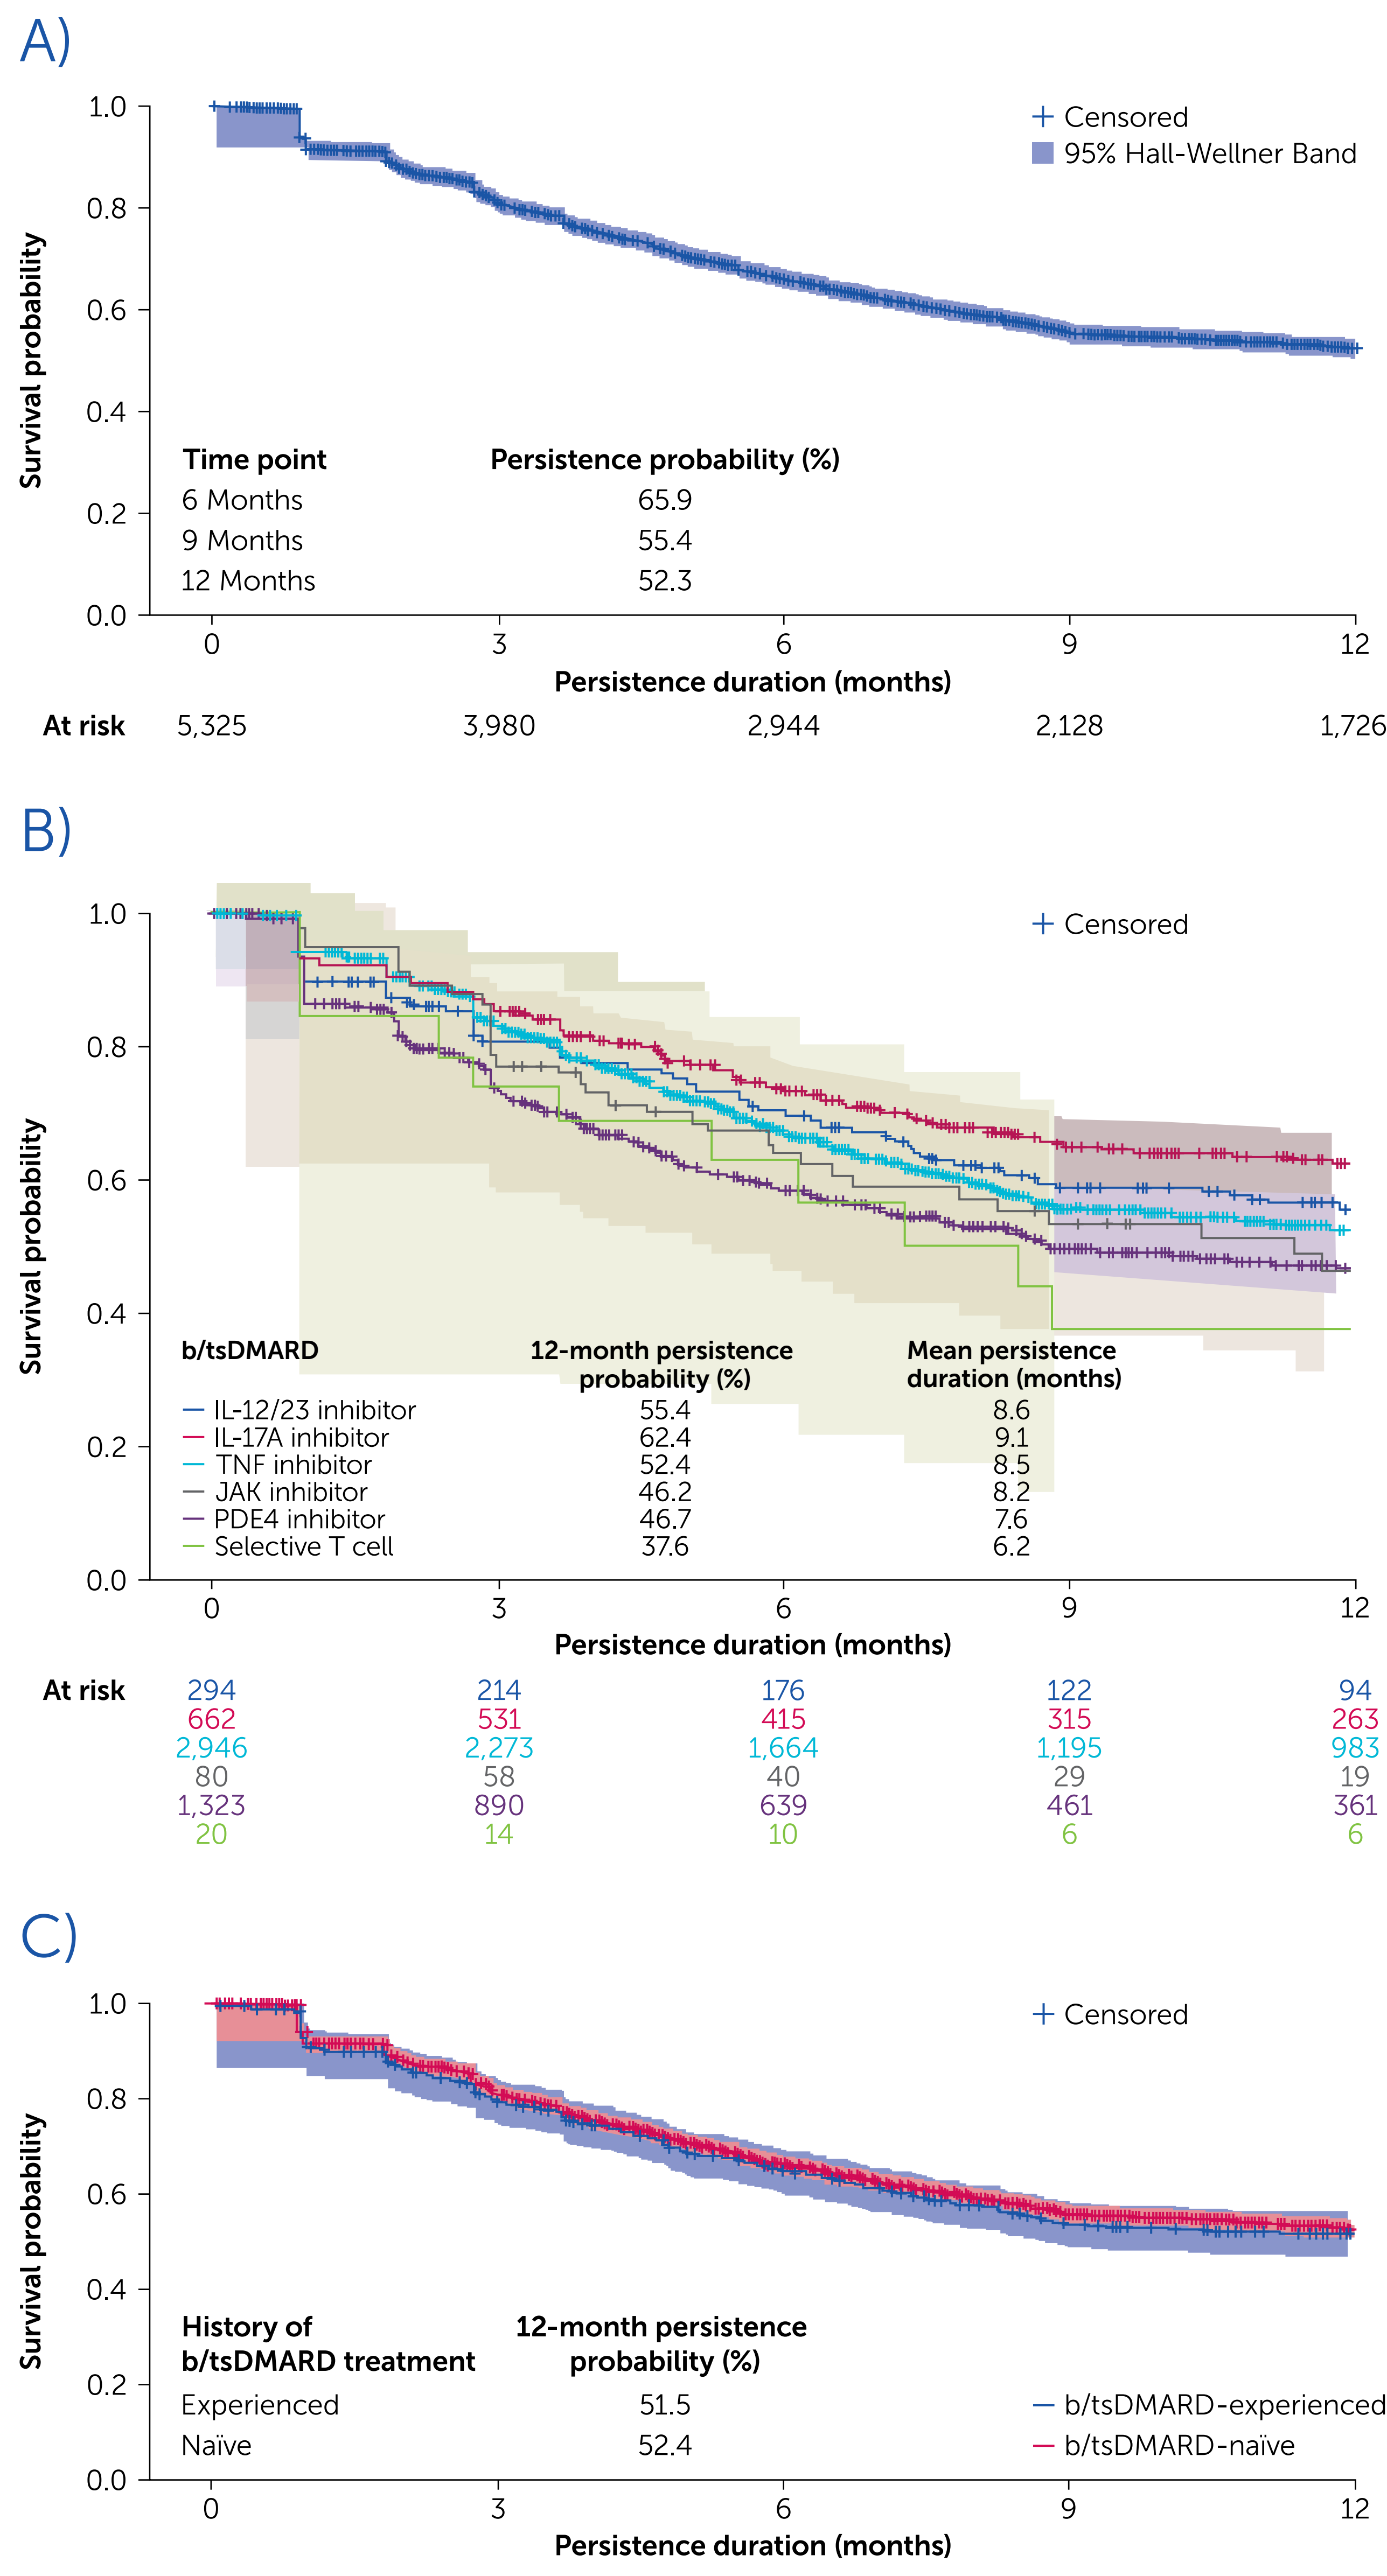 A)
1.0
0.8
0.6
0.4
0.2
0.0
Survival probability
Censored
95% Hall-Wellner Band
Time point Persistence probability (%)
6 Months 65.9
9 Months 55.4
12 Months 52.3
0 3 6 9 12
Persistence duration (months)
At risk 5,325 3,980 2,944 2,128 1,726
B)
1.0
0.8
0.6
0.4
0.2
0.0
Survival probability
Censored
b/tsDMARD 12-month persistence probability (%) Mean persistence duration (months)
IL-12/23 inhibitor 55.4 8.6
IL-17A inhibitor 62.4 9.1
TNF inhibitor 52.4 8.5
JAK inhibitor 46.2 8.2
PDE4 inhibitor 46.7 7.6
Selective T cell 37.6 6.2
0 3 6 9 12
Persistence duration (months)
At risk 294 214 176 122 94
662 531 415 315 263
2,946 2,273 1,664 1,195 983
80 58 40 29 19
1,323 890 639 461 361
20 14 10 6 6
C)
1.0
0.8
0.6
0.4
0.2
0.0
Survival probability
Censored
History of 12-month persistence
b/tsDMARD treatment probability (%)
Experienced 51.5
Naïve 52.4
b/tsDMARD-experienced
b/tsDMARD-naïve
0 3 6 9 12
Persistence duration (months)